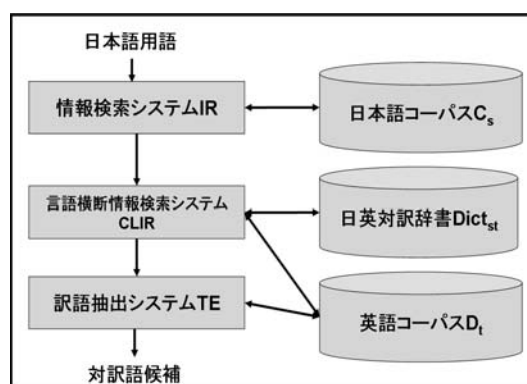 日本語用語
情報検索システムIR
日本語コーパスCs
言語横断情報検索システム
CLIR
日英対訳辞書Dictst
訳語抽出システムTE
英語コーパスDt
対訳語候補